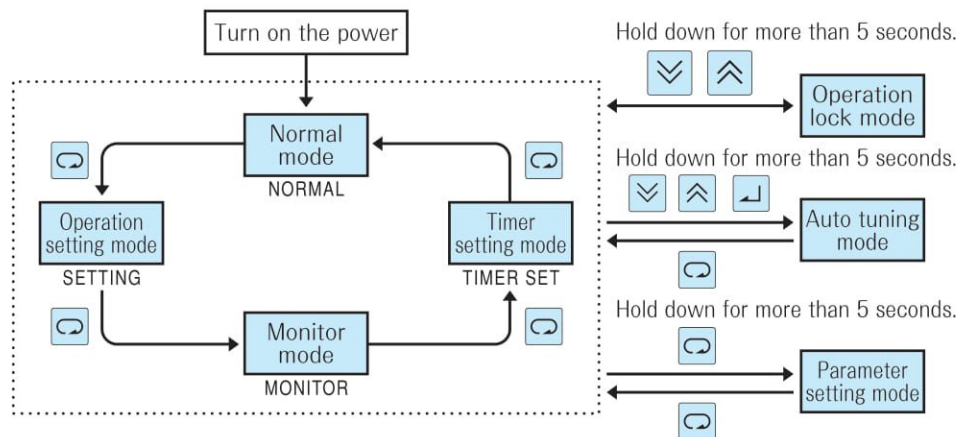 Turn on the power
Normal
mode
NORMAL
Operation
setting mode
SETTING
Timer
setting mode
TIMER SET
Monitor
mode
MONITOR
Hold down for more than 5 seconds.
Operation
lock mode
Hold down for more than 5 seconds.
Auto tuning
mode
Hold down for more than 5 seconds.
Parameter
setting mode